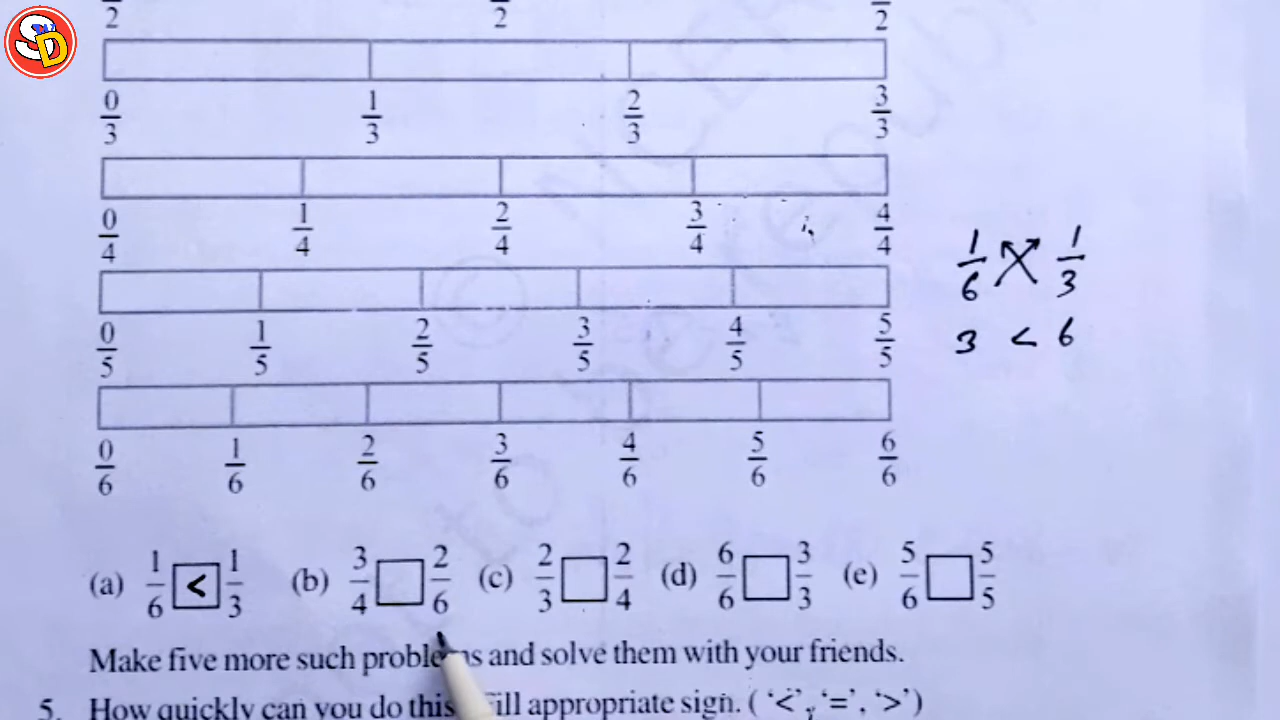 SD
2 2 2
0/3 1/3 2/3 3/3
0/4 1/4 2/4 3/4 4/4
1/6 1/3
3 < 6
0/5 1/5 2/5 3/5 4/5 5/5
0/6 1/6 2/6 3/6 4/6 5/6 6/6
(a) 1/6 < 1/3 (b) 3/4 2/6 (c) 2/3 2/4 (d) 6/6 3/3 (e) 5/6 5/5
Make five more such problems and solve them with your friends.
5. How quickly can you do this fill appropriate sign. ( '<', '=', '>')